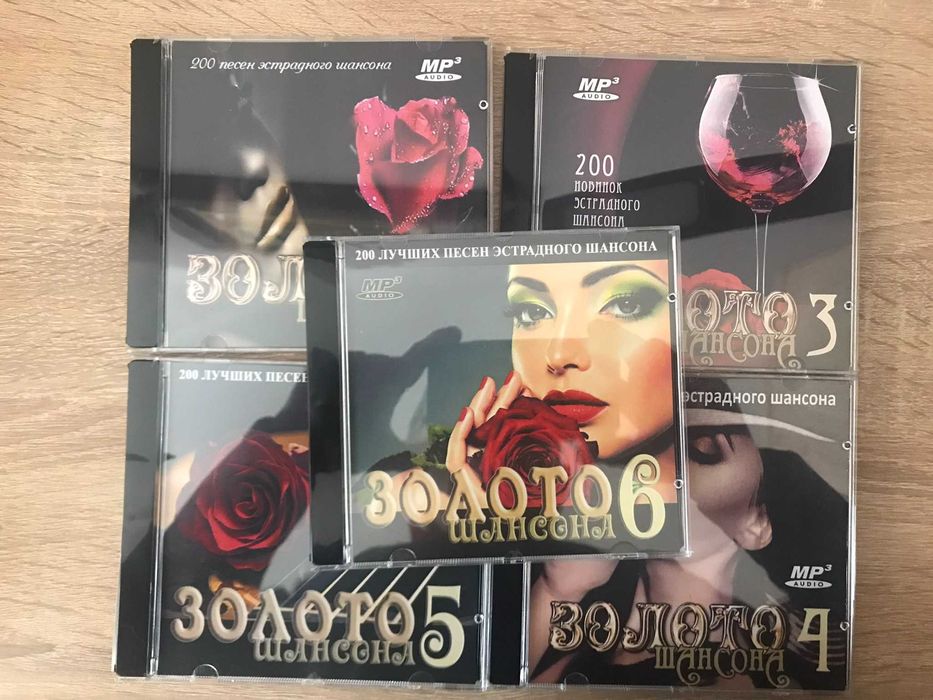 200 песен эстрадного шансона
MP3
AUDIO
MP3
AUDIO
200
НОВИНОК
ЭСТРАДНОГО
ШАНСОНА
200 ЛУЧШИХ ПЕСЕН ЭСТРАДНОГО ШАНСОНА
MP3
AUDIO
ЗОЛОТО 6
ШАНСОНА
200 ЛУЧШИХ ПЕСЕН
ЗОЛОТО 5
ШАНСОНА
эстрадного шансона
MP3
AUDIO
ЗОЛОТО 4
ШАНСОНА